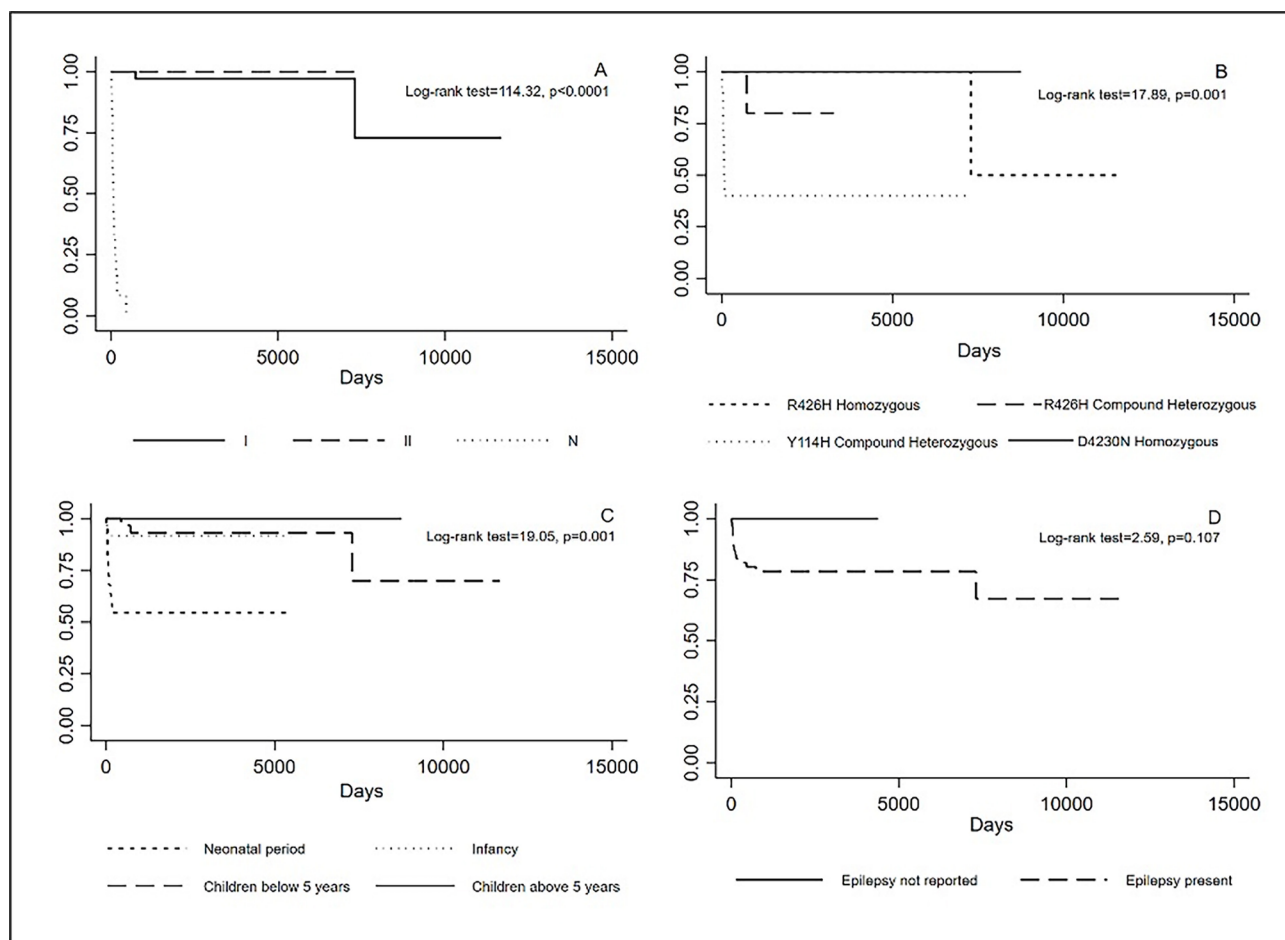 A
Log-rank test=114.32, p<0.0001
1.00
0.75
0.50
0.25
0.00
0 5000 10000 15000
Days
I II N
B
Log-rank test=17.89, p=0.001
1.00
0.75
0.50
0.25
0.00
0 5000 10000 15000
Days
R426H Homozygous R426H Compound Heterozygous
Y114H Compound Heterozygous D4230N Homozygous
C
Log-rank test=19.05, p=0.001
1.00
0.75
0.50
0.25
0.00
0 5000 10000 15000
Days
Neonatal period Infancy
Children below 5 years Children above 5 years
D
Log-rank test=2.59, p=0.107
1.00
0.75
0.50
0.25
0.00
0 5000 10000 15000
Days
Epilepsy not reported Epilepsy present